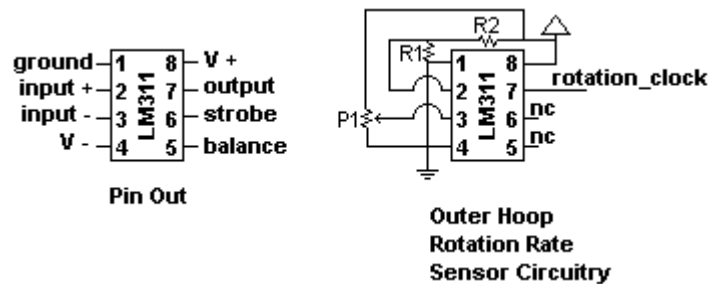 ground 1 8 V +
input + 2 7 output
input - 3 6 strobe
V - 4 5 balance
LM311
Pin Out
R2
R1
1 8
2 7 rotation_clock
P1 3 6 nc
4 5 nc
LM311
Outer Hoop
Rotation Rate
Sensor Circuitry